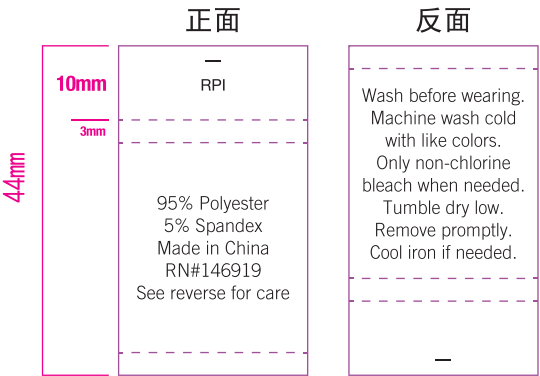 正面
反面
10mm
3mm
44mm
RPI
95% Polyester
5% Spandex
Made in China
RN#146919
See reverse for care
Wash before wearing.
Machine wash cold
with like colors.
Only non-chlorine
bleach when needed.
Tumble dry low.
Remove promptly.
Cool iron if needed.